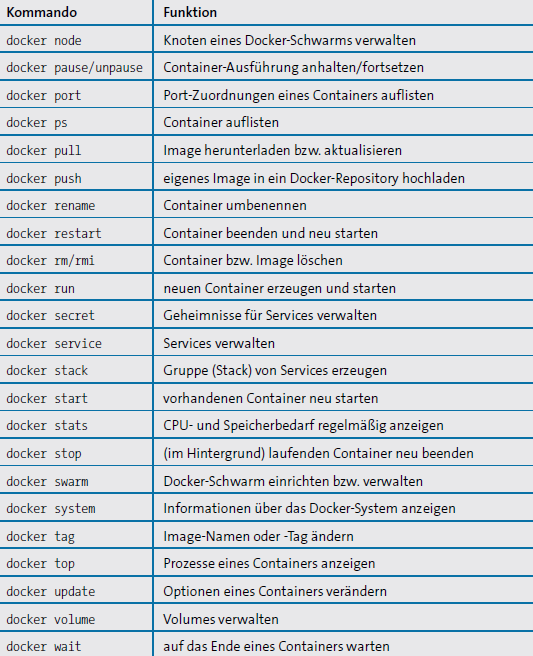 Kommando Funktion
docker node Knoten eines Docker-Schwarms verwalten
docker pause/unpause Container-Ausführung anhalten/fortsetzen
docker port Port-Zuordnungen eines Containers auflisten
docker ps Container auflisten
docker pull Image herunterladen bzw. aktualisieren
docker push eigenes Image in ein Docker-Repository hochladen
docker rename Container umbenennen
docker restart Container beenden und neu starten
docker rm/rmi Container bzw. Image löschen
docker run neuen Container erzeugen und starten
docker secret Geheimnisse für Services verwalten
docker service Services verwalten
docker stack Gruppe (Stack) von Services erzeugen
docker start vorhandenen Container neu starten
docker stats CPU- und Speicherbedarf regelmäßig anzeigen
docker stop (im Hintergrund) laufenden Container neu beenden
docker swarm Docker-Schwarm einrichten bzw. verwalten
docker system Informationen über das Docker-System anzeigen
docker tag Image-Namen oder -Tag ändern
docker top Prozesse eines Containers anzeigen
docker update Optionen eines Containers verändern
docker volume Volumes verwalten
docker wait auf das Ende eines Containers warten